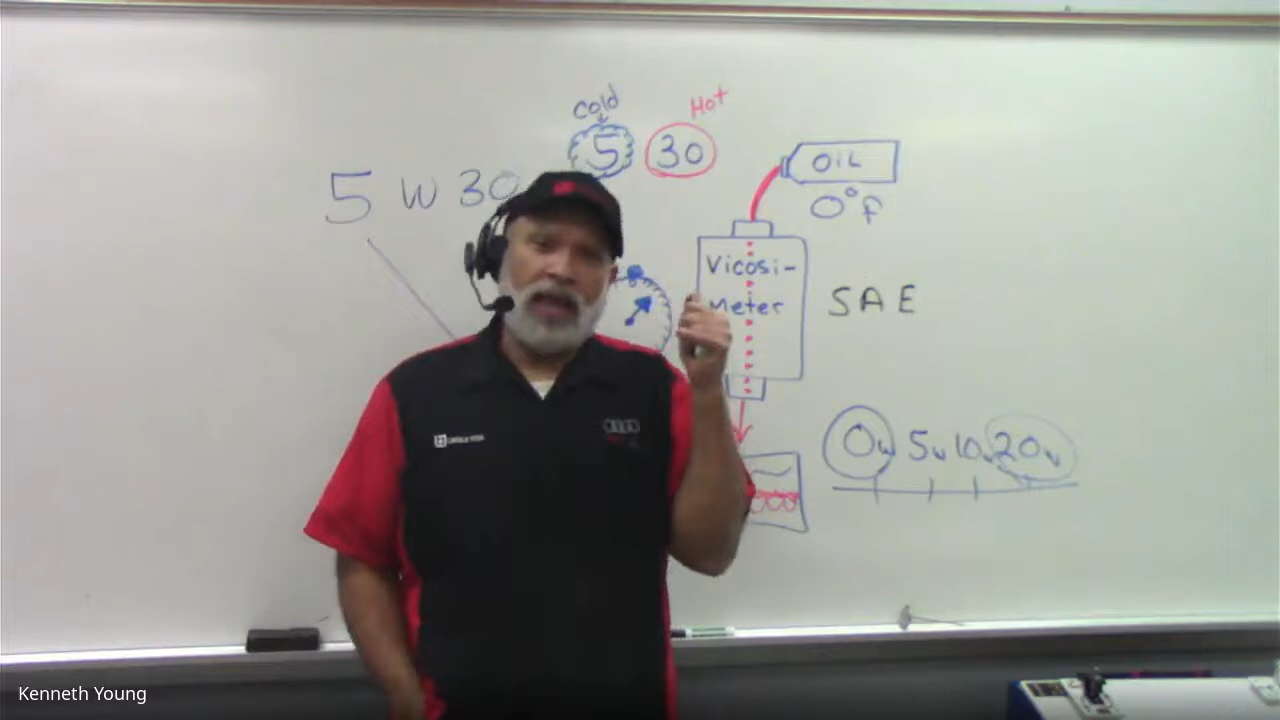 cold
Hot
5 30
5 W 30
OIL
0°f
Vicosi-
meter
SAE
0w 5w 10w 20w
Kenneth Young